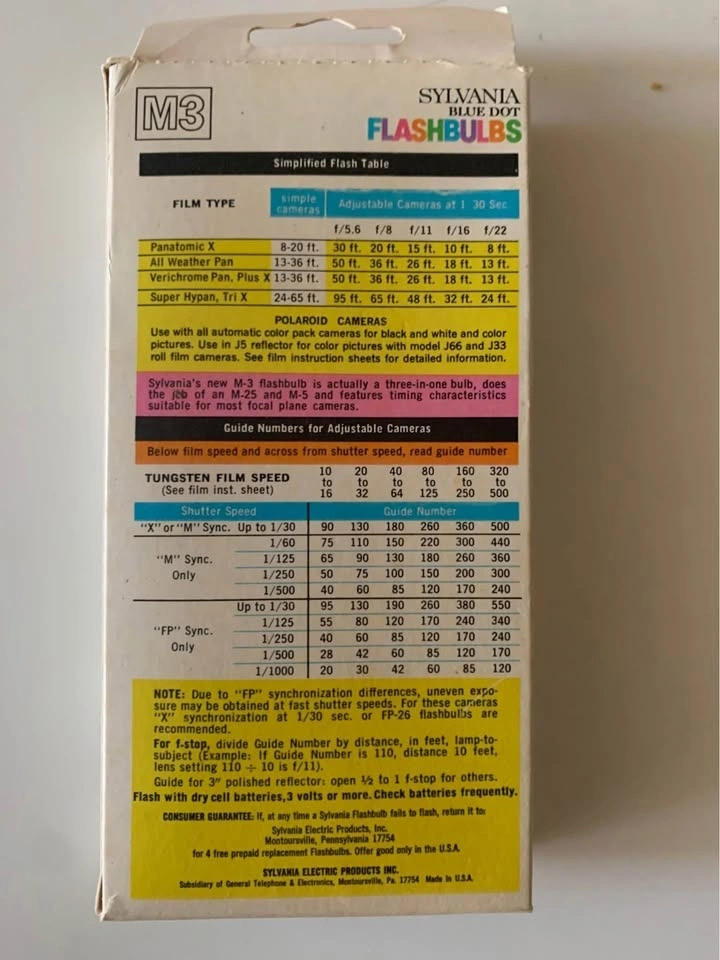 M3
SYLVANIA
BLUE DOT
FLASHBULBS
Simplified Flash Table
FILM TYPE simple cameras Adjustable Cameras at 1 30 Sec
f/5.6 f/8 f/11 f/16 f/22
Panatomic X 8-20 ft. 30 ft. 20 ft. 15 ft. 10 ft. 8 ft.
All Weather Pan 13-36 ft. 50 ft. 36 ft. 26 ft. 18 ft. 13 ft.
Verichrome Pan, Plus X 13-36 ft. 50 ft. 36 ft. 26 ft. 18 ft. 13 ft.
Super Hypan, Tri X 24-65 ft. 95 ft. 65 ft. 48 ft. 32 ft. 24 ft.
POLAROID CAMERAS
Use with all automatic color pack cameras for black and white and color
pictures. Use in J5 reflector for color pictures with model J66 and J33
roll film cameras. See film instruction sheets for detailed information.
Sylvania's new M-3 flashbulb is actually a three-in-one bulb, does
the job of an M-25 and M-5 and features timing characteristics
suitable for most focal plane cameras.
Guide Numbers for Adjustable Cameras
Below film speed and across from shutter speed, read guide number
TUNGSTEN FILM SPEED
(See film inst. sheet)
10 to 16 20 to 32 40 to 64 80 to 125 160 to 250 320 to 500
Shutter Speed Guide Number
"X" or "M" Sync. Up to 1/30 90 130 180 260 360 500
"M" Sync. Only
1/60 75 110 150 220 300 440
1/125 65 90 130 180 260 360
1/250 50 75 100 150 200 300
1/500 40 60 85 120 170 240
"FP" Sync. Only
Up to 1/30 95 130 190 260 380 550
1/125 55 80 120 170 240 340
1/250 40 60 85 120 170 240
1/500 28 42 60 85 120 170
1/1000 20 30 42 60 85 120
NOTE: Due to "FP" synchronization differences, uneven expo-
sure may be obtained at fast shutter speeds. For these cameras
"X" synchronization at 1/30 sec. or FP-26 flashbulbs are
recommended.
For f-stop, divide Guide Number by distance, in feet, lamp-to-
subject (Example: If Guide Number is 110, distance 10 feet,
lens setting 110 ÷ 10 is f/11).
Guide for 3" polished reflector: open ½ to 1 f-stop for others.
Flash with dry cell batteries, 3 volts or more. Check batteries frequently.
CONSUMER GUARANTEE: If, at any time a Sylvania Flashbulb fails to flash, return it to:
Sylvania Electric Products, Inc.
Montoursville, Pennsylvania 17754
for 4 free prepaid replacement Flashbulbs. Offer good only in the U.S.A.
SYLVANIA ELECTRIC PRODUCTS INC.
Subsidiary of General Telephone & Electronics, Montoursville, Pa. 17754 Made In U.S.A.